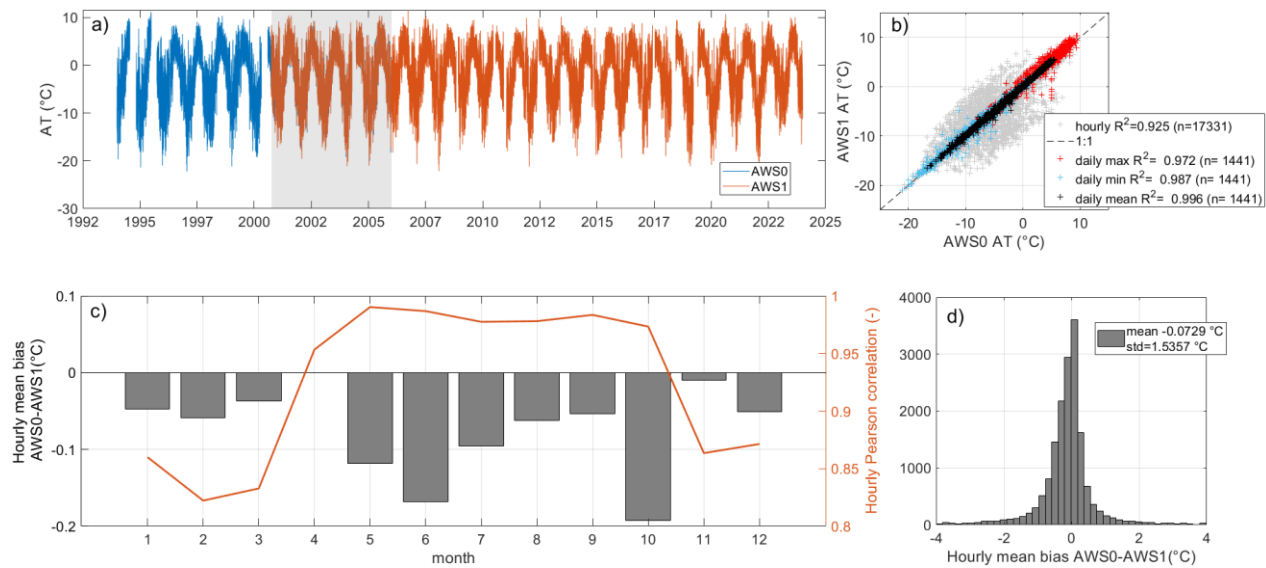 a)
AT (°C)
10
0
-10
-20
-30
1992
1995
1997
2000
2002
2005
2007
2010
2012
2015
2017
2020
2022
2025
AWS0
AWS1
b)
AWS1 AT (°C)
10
0
-10
-20
-20
-10
0
10
AWS0 AT (°C)
hourly R²=0.925 (n=17331)
1:1
daily max R²= 0.972 (n= 1441)
daily min R²= 0.987 (n= 1441)
daily mean R²= 0.996 (n= 1441)
c)
Hourly mean bias
AWS0-AWS1(°C)
0.1
0
-0.1
-0.2
1
2
3
4
5
6
7
8
9
10
11
12
month
1
0.95
0.9
0.85
0.8
Hourly Pearson correlation (-)
d)
4000
3000
2000
1000
0
-4
-2
0
2
4
mean -0.0729 °C
std=1.5357 °C
Hourly mean bias AWS0-AWS1(°C)